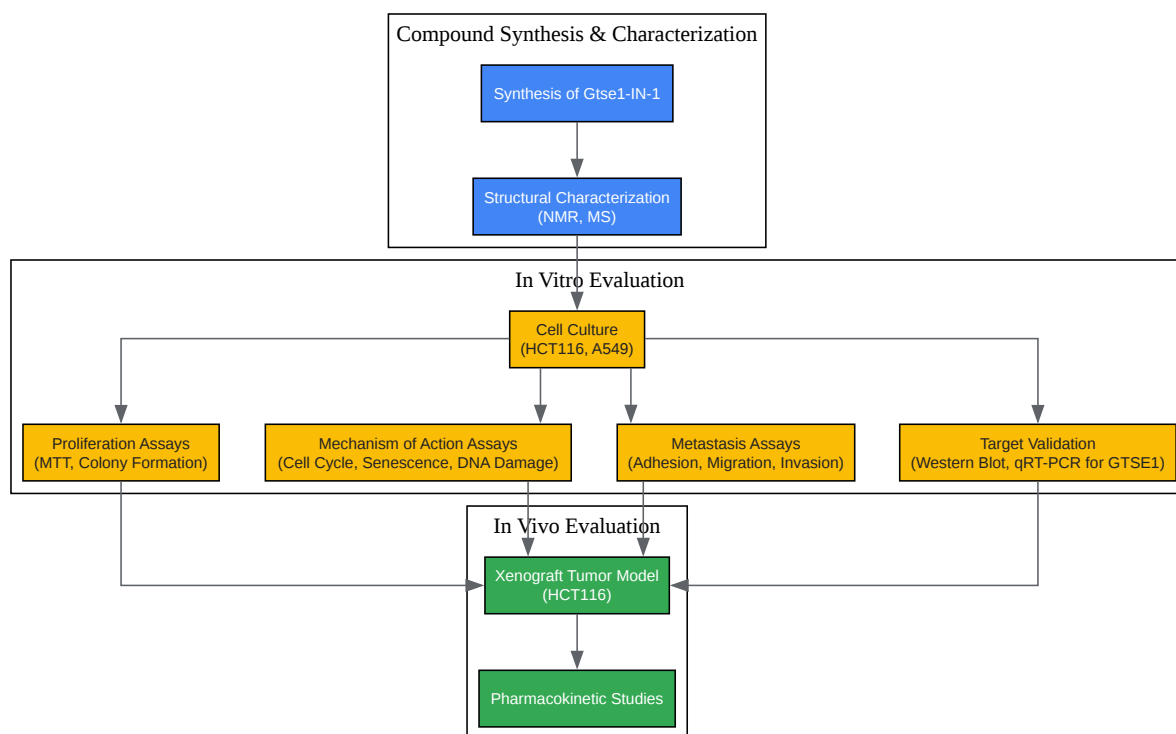 Compound Synthesis & Characterization
Synthesis of Gtse1-IN-1
Structural Characterization
(NMR, MS)
In Vitro Evaluation
Cell Culture
(HCT116, A549)
Proliferation Assays
(MTT, Colony Formation)
Mechanism of Action Assays
(Cell Cycle, Senescence, DNA Damage)
Metastasis Assays
(Adhesion, Migration, Invasion)
Target Validation
(Western Blot, qRT-PCR for GTSE1)
In Vivo Evaluation
Xenograft Tumor Model
(HCT116)
Pharmacokinetic Studies